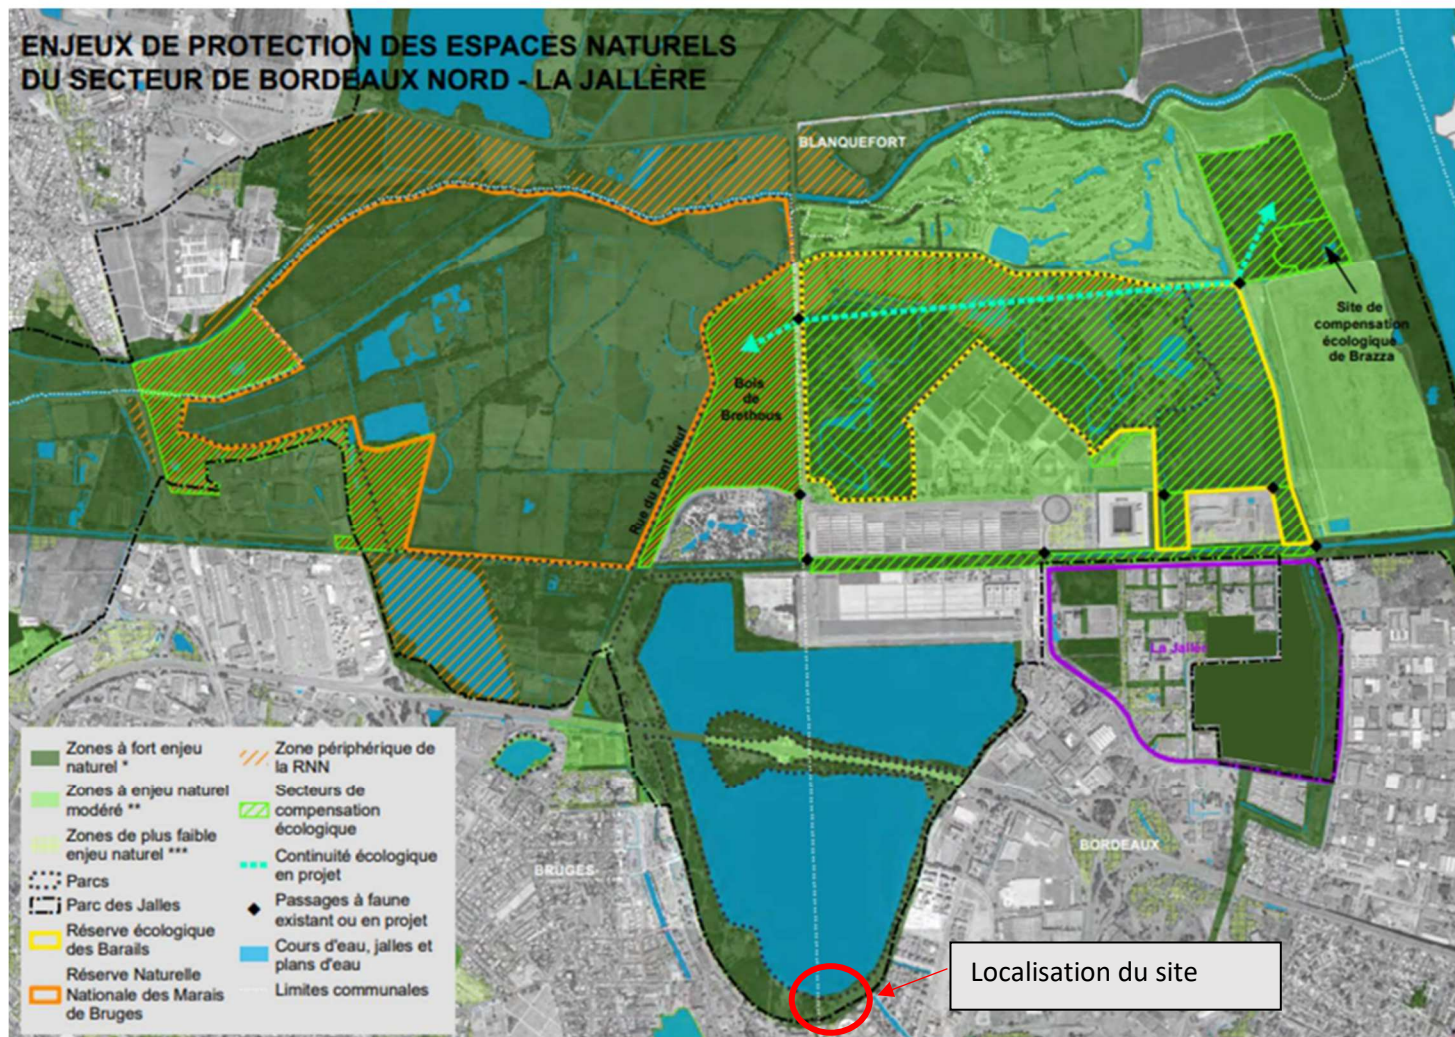 ENJEUX DE PROTECTION DES ESPACES NATURELS
DU SECTEUR DE BORDEAUX NORD - LA JALLÈRE
BLANQUEFORT
Site de
compensation
écologique
de Brazza
Bois
de
Brethous
Rue du Pont Neuf
La Jallère
BRUGES
BORDEAUX
Localisation du site
Zones à fort enjeu
naturel *
Zones à enjeu naturel
modéré **
Zones de plus faible
enjeu naturel ***
Parcs
Parc des Jalles
Réserve écologique
des Barails
Réserve Naturelle
Nationale des Marais
de Bruges
Zone périphérique de
la RNN
Secteurs de
compensation
écologique
Continuité écologique
en projet
Passages à faune
existant ou en projet
Cours d'eau, jalles et
plans d'eau
Limites communales